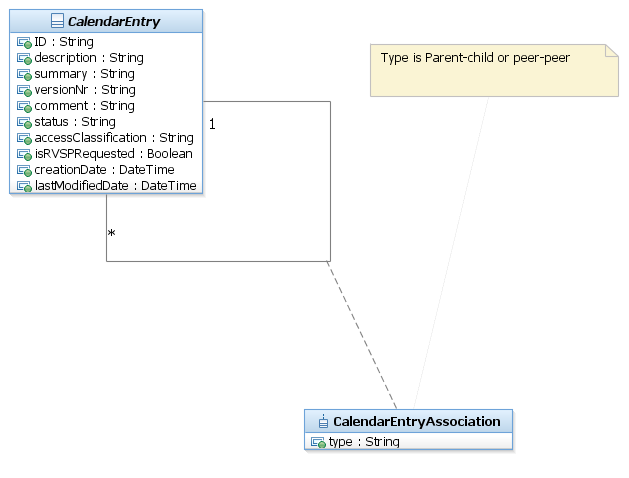 CalendarEntry
ID : String
description : String
summary : String
versionNr : String
comment : String
status : String
accessClassification : String
isRVSPRequested : Boolean
creationDate : DateTime
lastModifiedDate : DateTime
Type is Parent-child or peer-peer
1
*
CalendarEntryAssociation
type : String